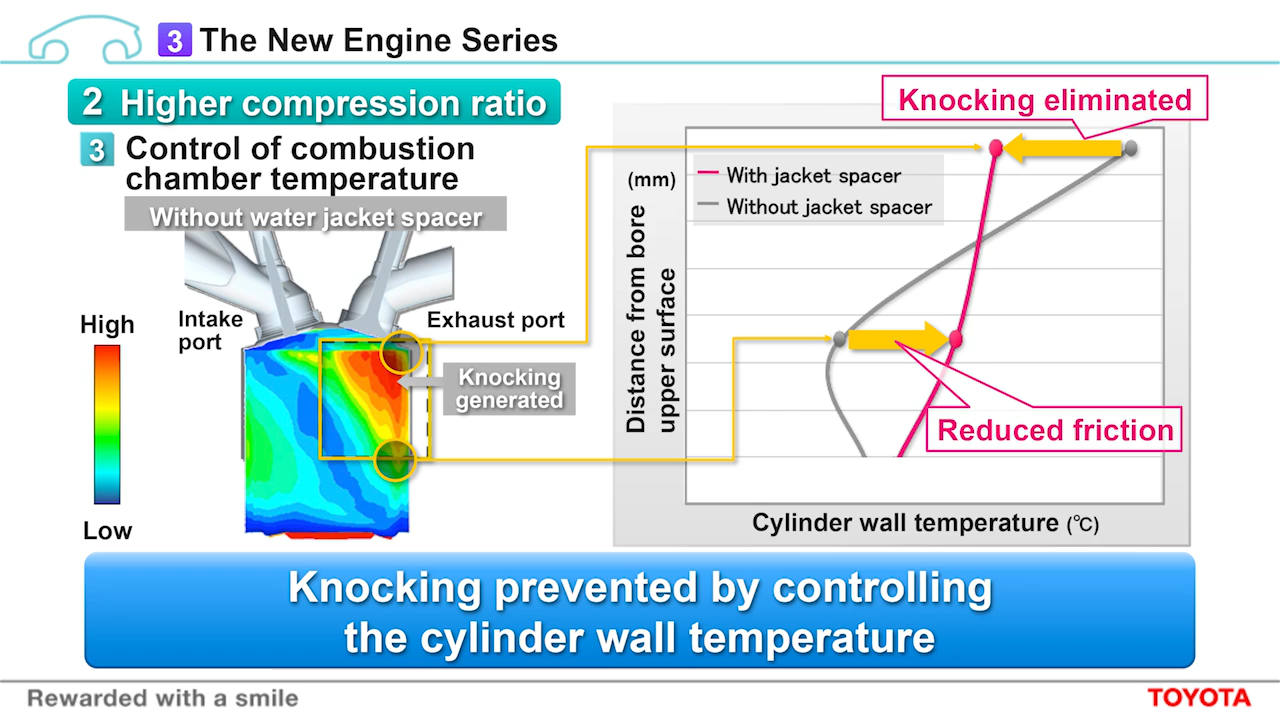 3 The New Engine Series
2 Higher compression ratio
3 Control of combustion
chamber temperature
Without water jacket spacer
High
Low
Intake
port
Exhaust port
Knocking
generated
Knocking eliminated
(mm)
With jacket spacer
Without jacket spacer
Distance from bore
upper surface
Reduced friction
Cylinder wall temperature (℃)
Knocking prevented by controlling
the cylinder wall temperature
Rewarded with a smile
TOYOTA